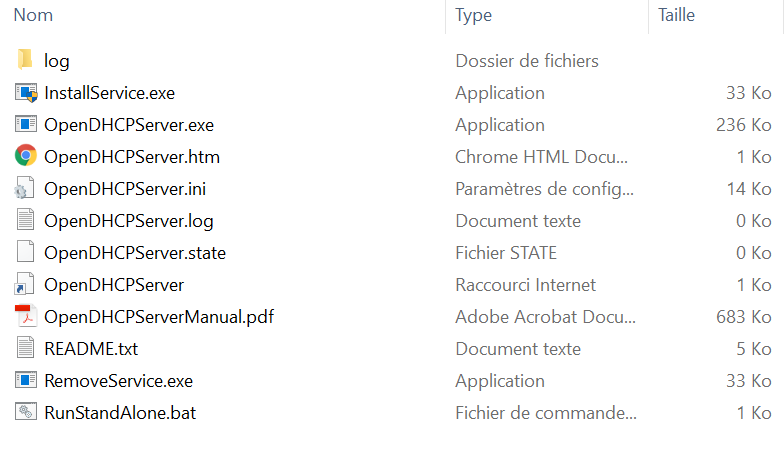 Nom Type Taille
log Dossier de fichiers
InstallService.exe Application 33 Ko
OpenDHCPServer.exe Application 236 Ko
OpenDHCPServer.htm Chrome HTML Docu... 1 Ko
OpenDHCPServer.ini Paramètres de config... 14 Ko
OpenDHCPServer.log Document texte 0 Ko
OpenDHCPServer.state Fichier STATE 0 Ko
OpenDHCPServer Raccourci Internet 1 Ko
OpenDHCPServerManual.pdf Adobe Acrobat Docu... 683 Ko
README.txt Document texte 5 Ko
RemoveService.exe Application 33 Ko
RunStandAlone.bat Fichier de commande... 1 Ko